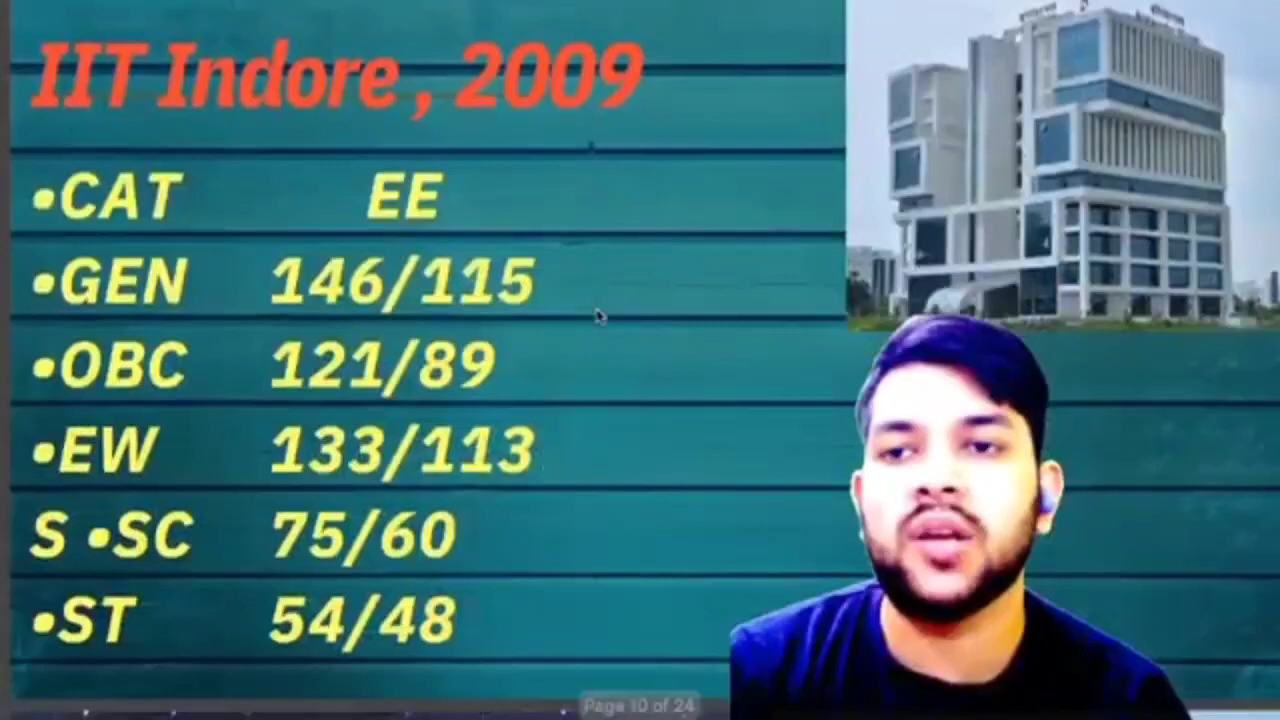 IIT Indore, 2009
•CAT EE
•GEN 146/115
•OBC 121/89
•EW 133/113
S •SC 75/60
•ST 54/48
Page 10 of 24